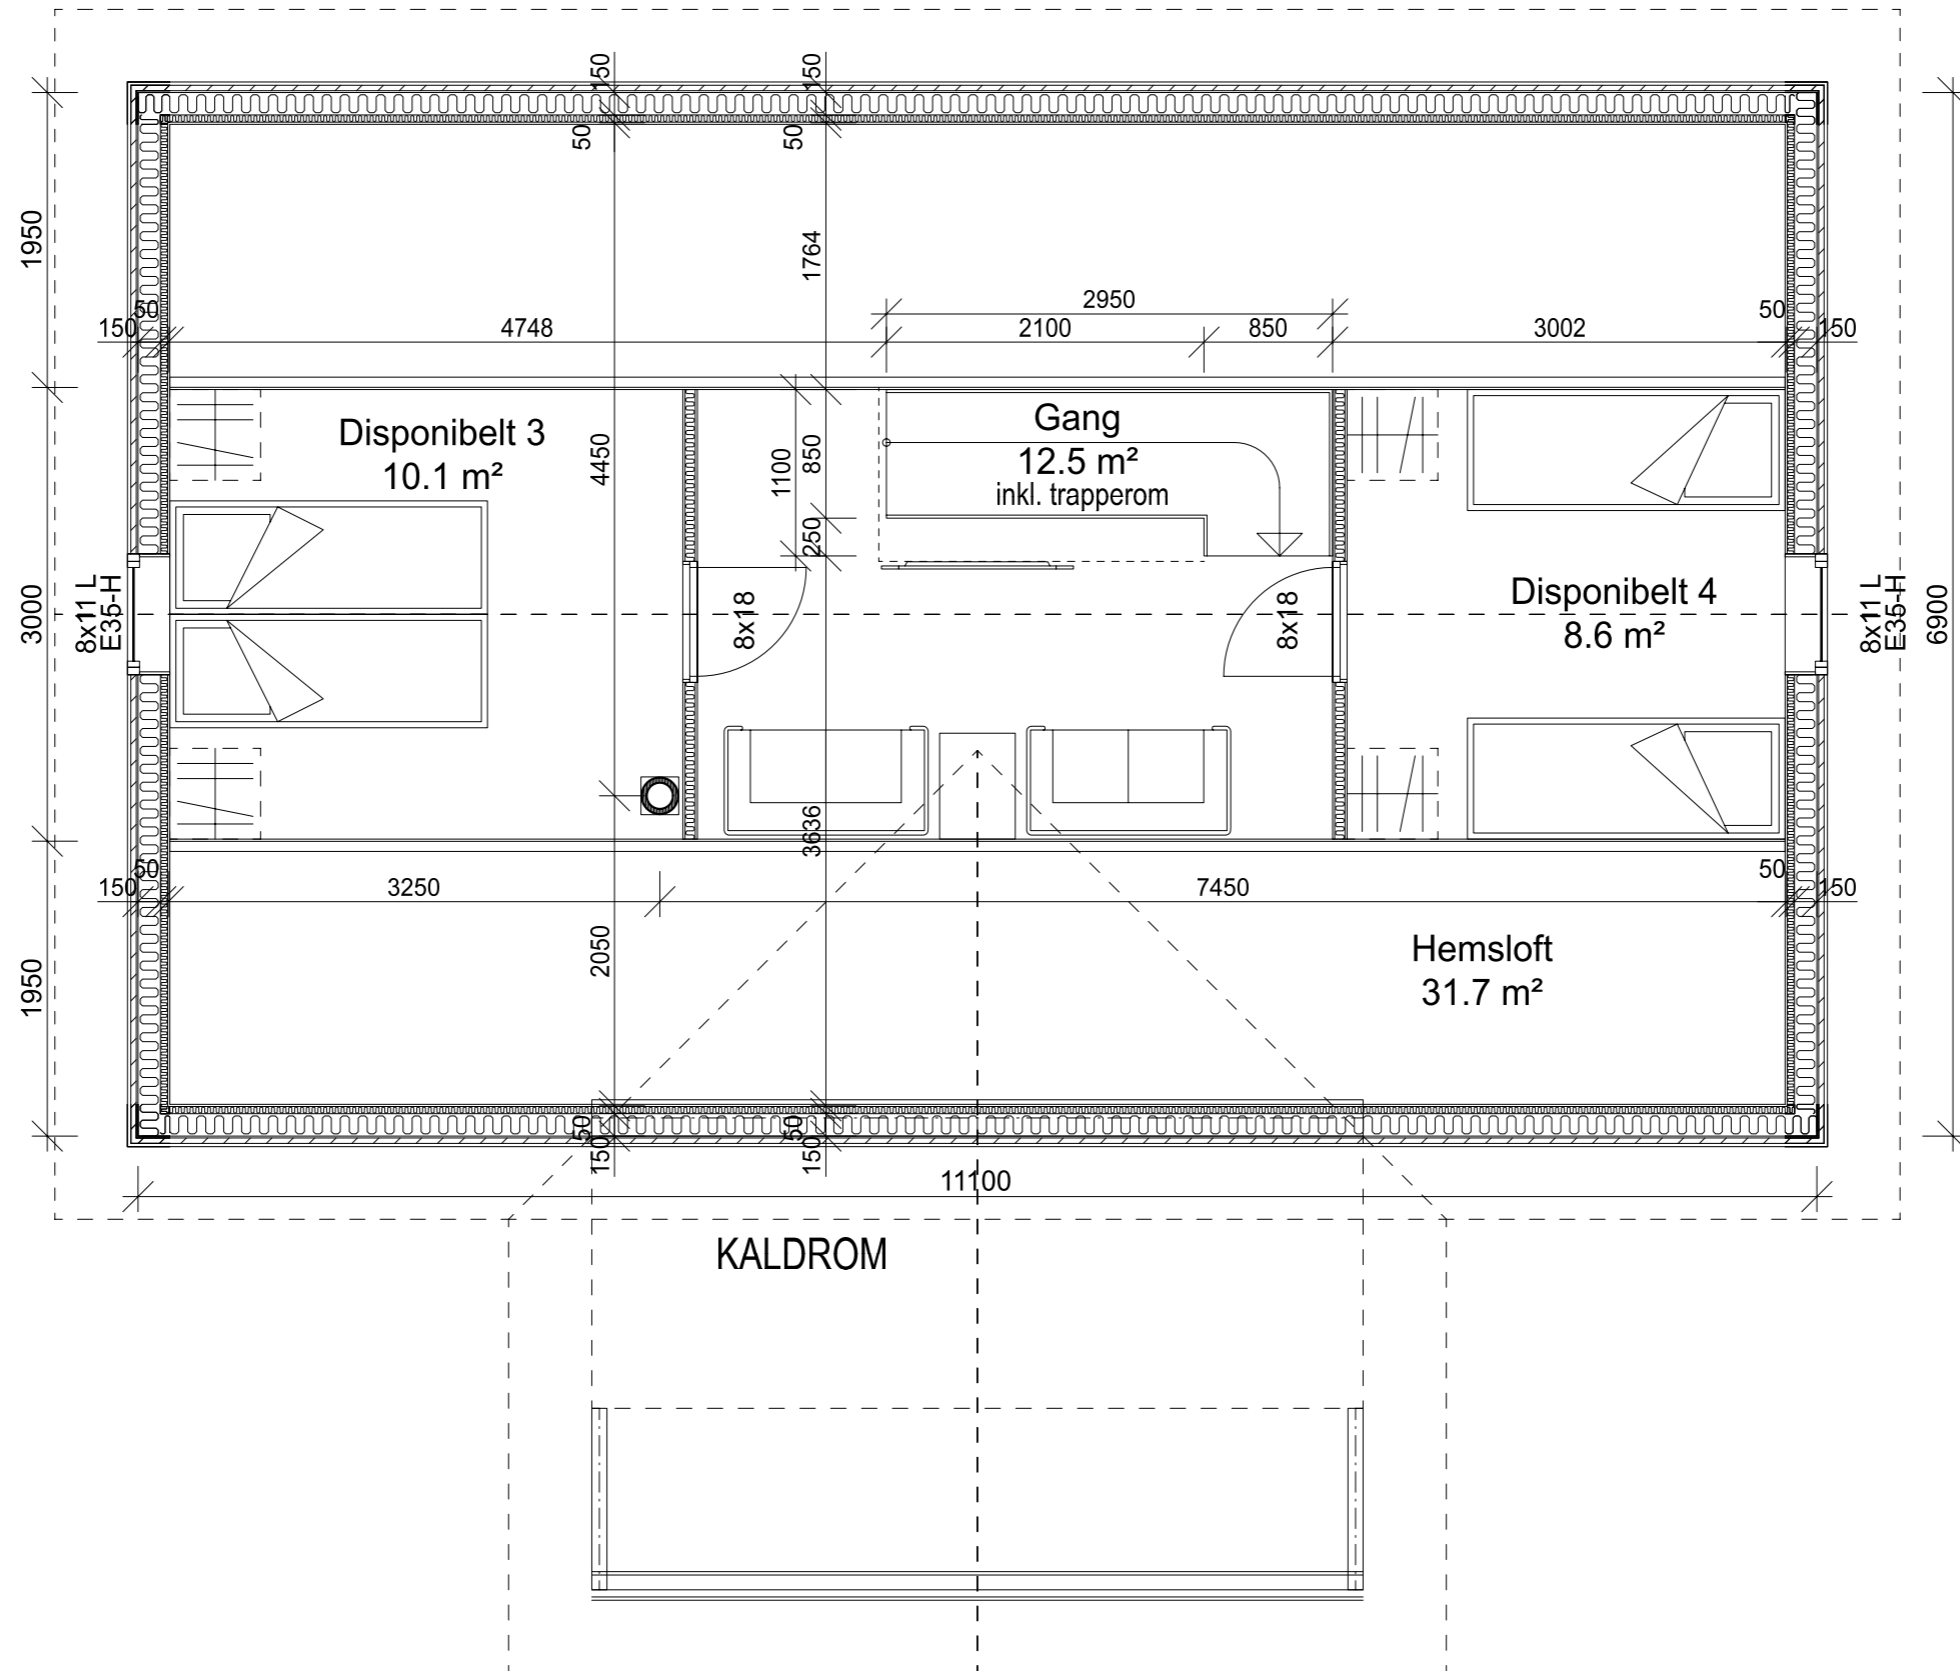 150
150
50
50
1950
1764
2950
50
150
4748
2100
850
3002
50
150
Disponibelt 3
10.1 m²
4450
1100
850
250
Gang
12.5 m²
inkl. trapperom
3000
8x11 L
E35-H
8x18
8x18
Disponibelt 4
8.6 m²
8x11 L
E35-H
6900
3636
50
150
3250
7450
50
150
1950
2050
Hemsloft
31.7 m²
50
150
50
150
11100
KALDROM